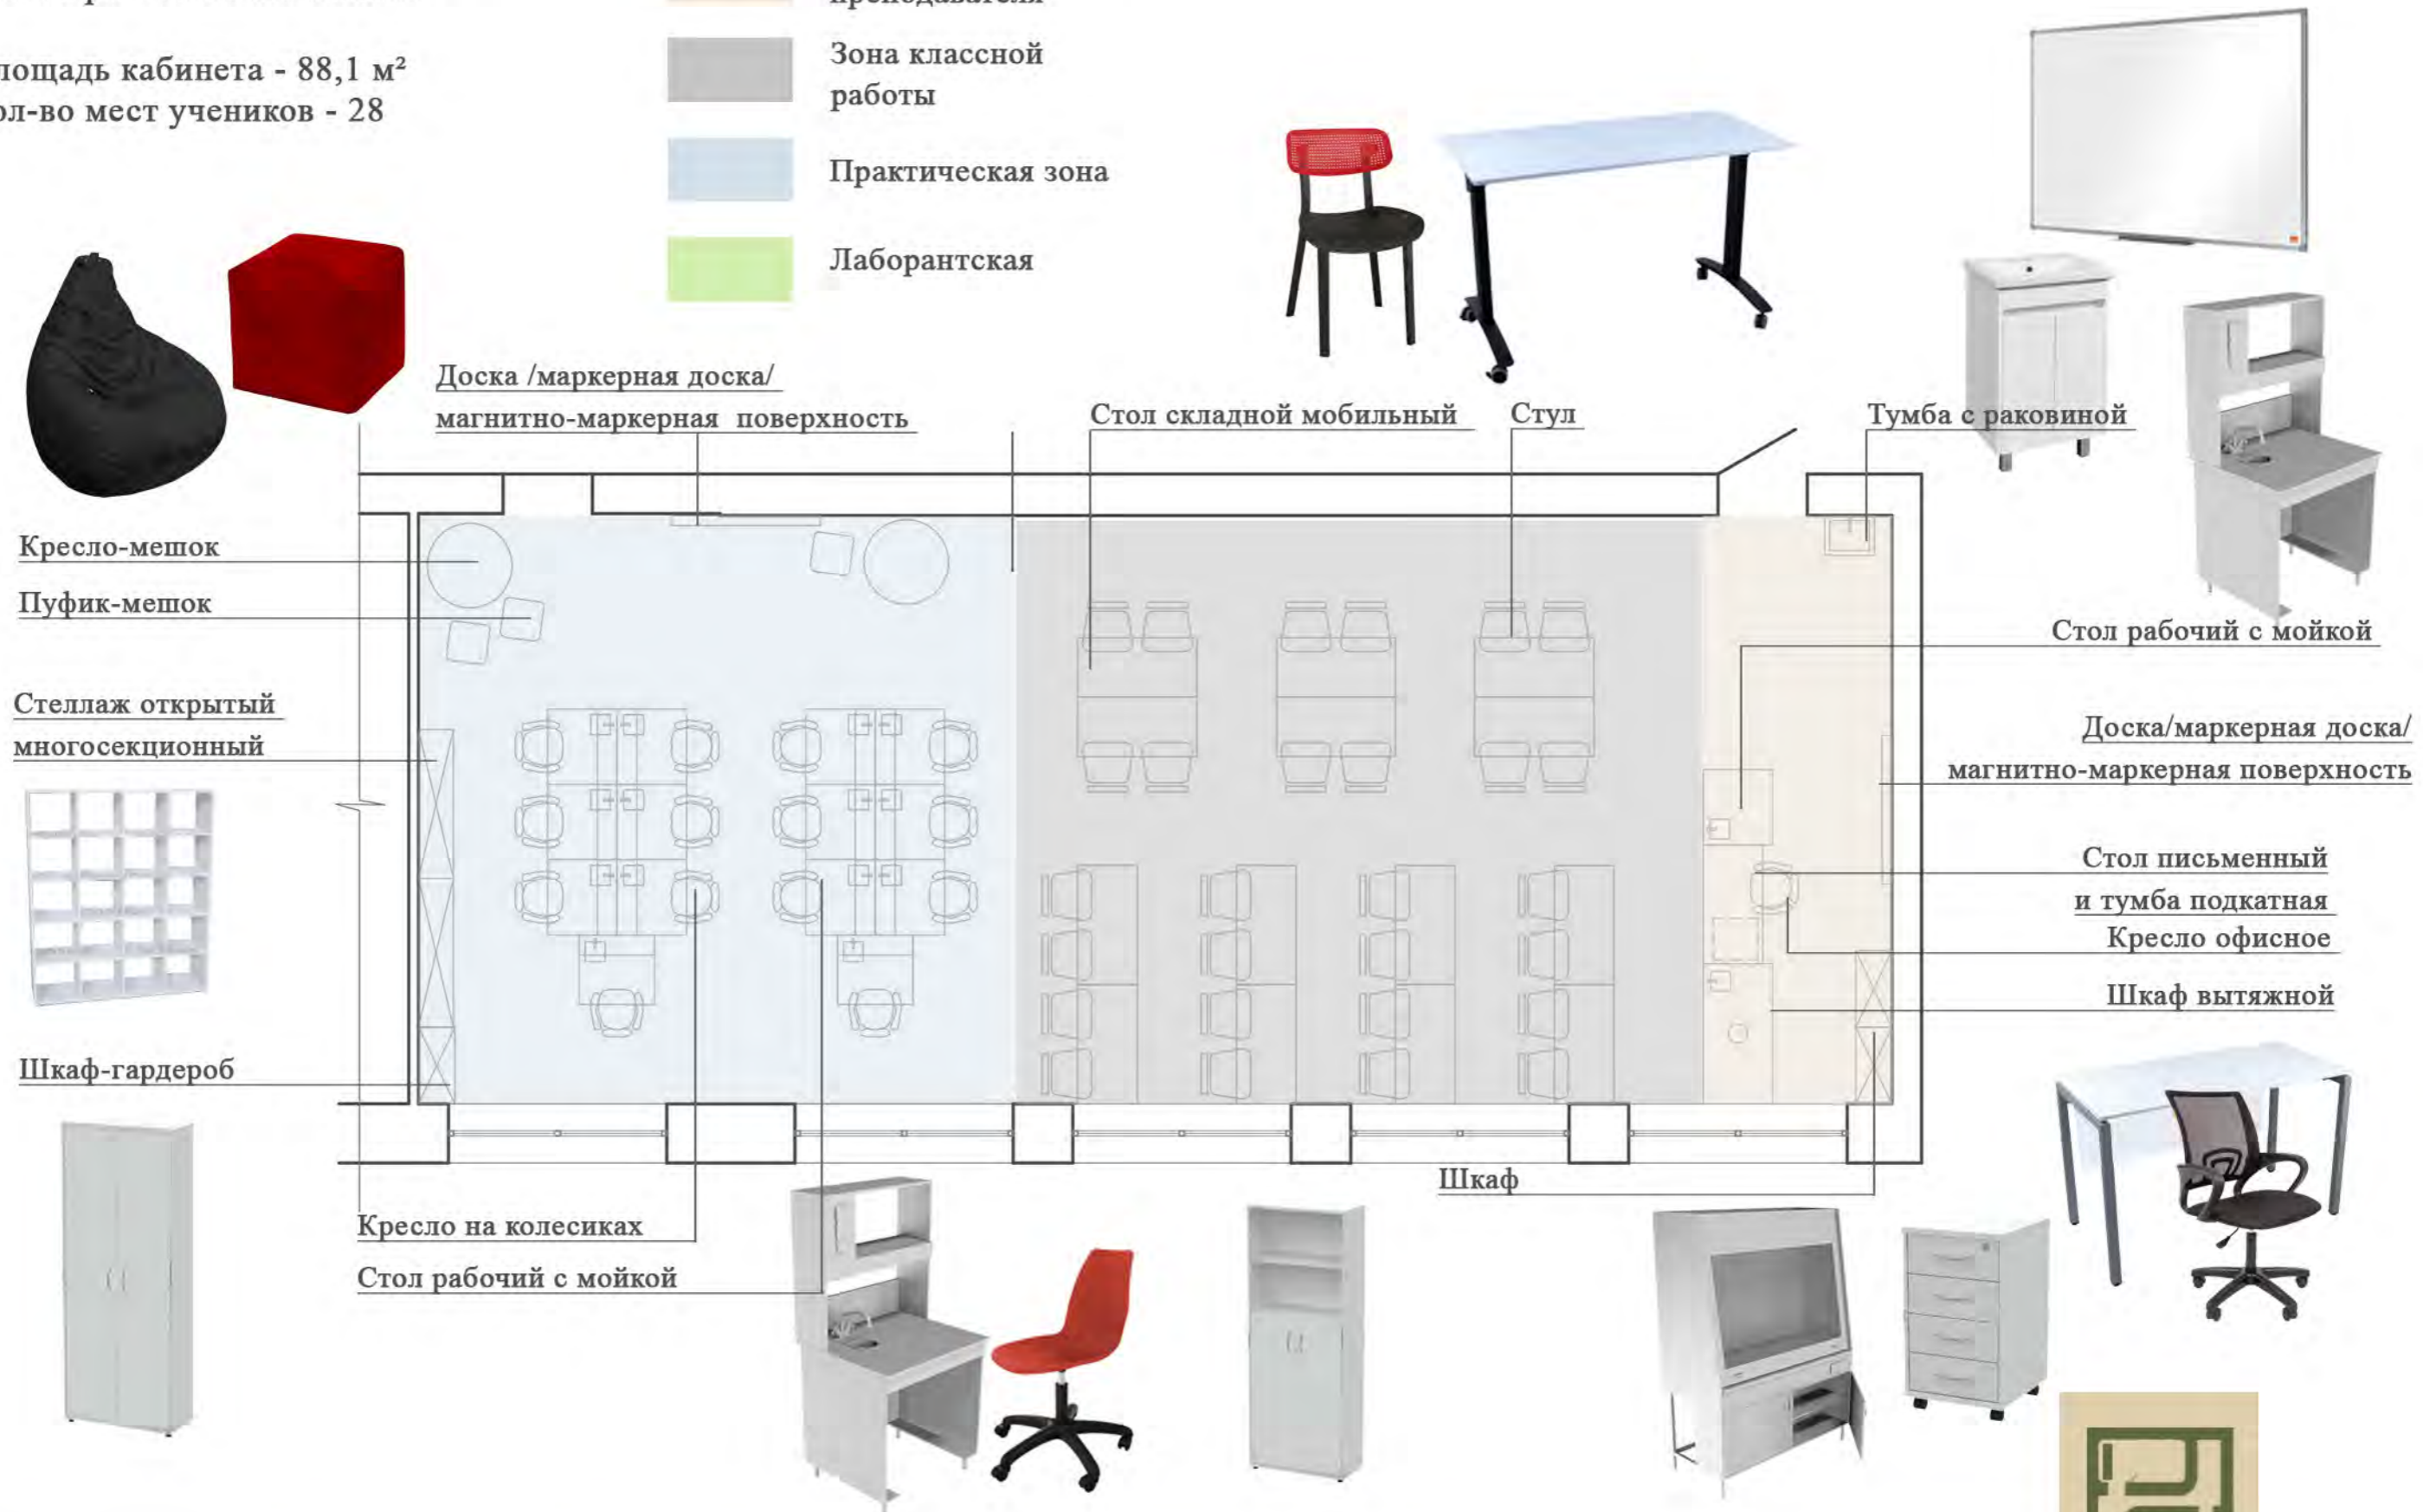 преподавателя
лощадь кабинета - 88,1 м²
ол-во мест учеников - 28
Зона классной
работы
Практическая зона
Лаборантская
Доска /маркерная доска/
магнитно-маркерная поверхность
Стол складной мобильный
Стул
Тумба с раковиной
Кресло-мешок
Пуфик-мешок
Стеллаж открытый
многосекционный
Шкаф-гардероб
Стол рабочий с мойкой
Доска/маркерная доска/
магнитно-маркерная поверхность
Стол письменный
и тумба подкатная
Кресло офисное
Шкаф вытяжной
Шкаф
Кресло на колесиках
Стол рабочий с мойкой